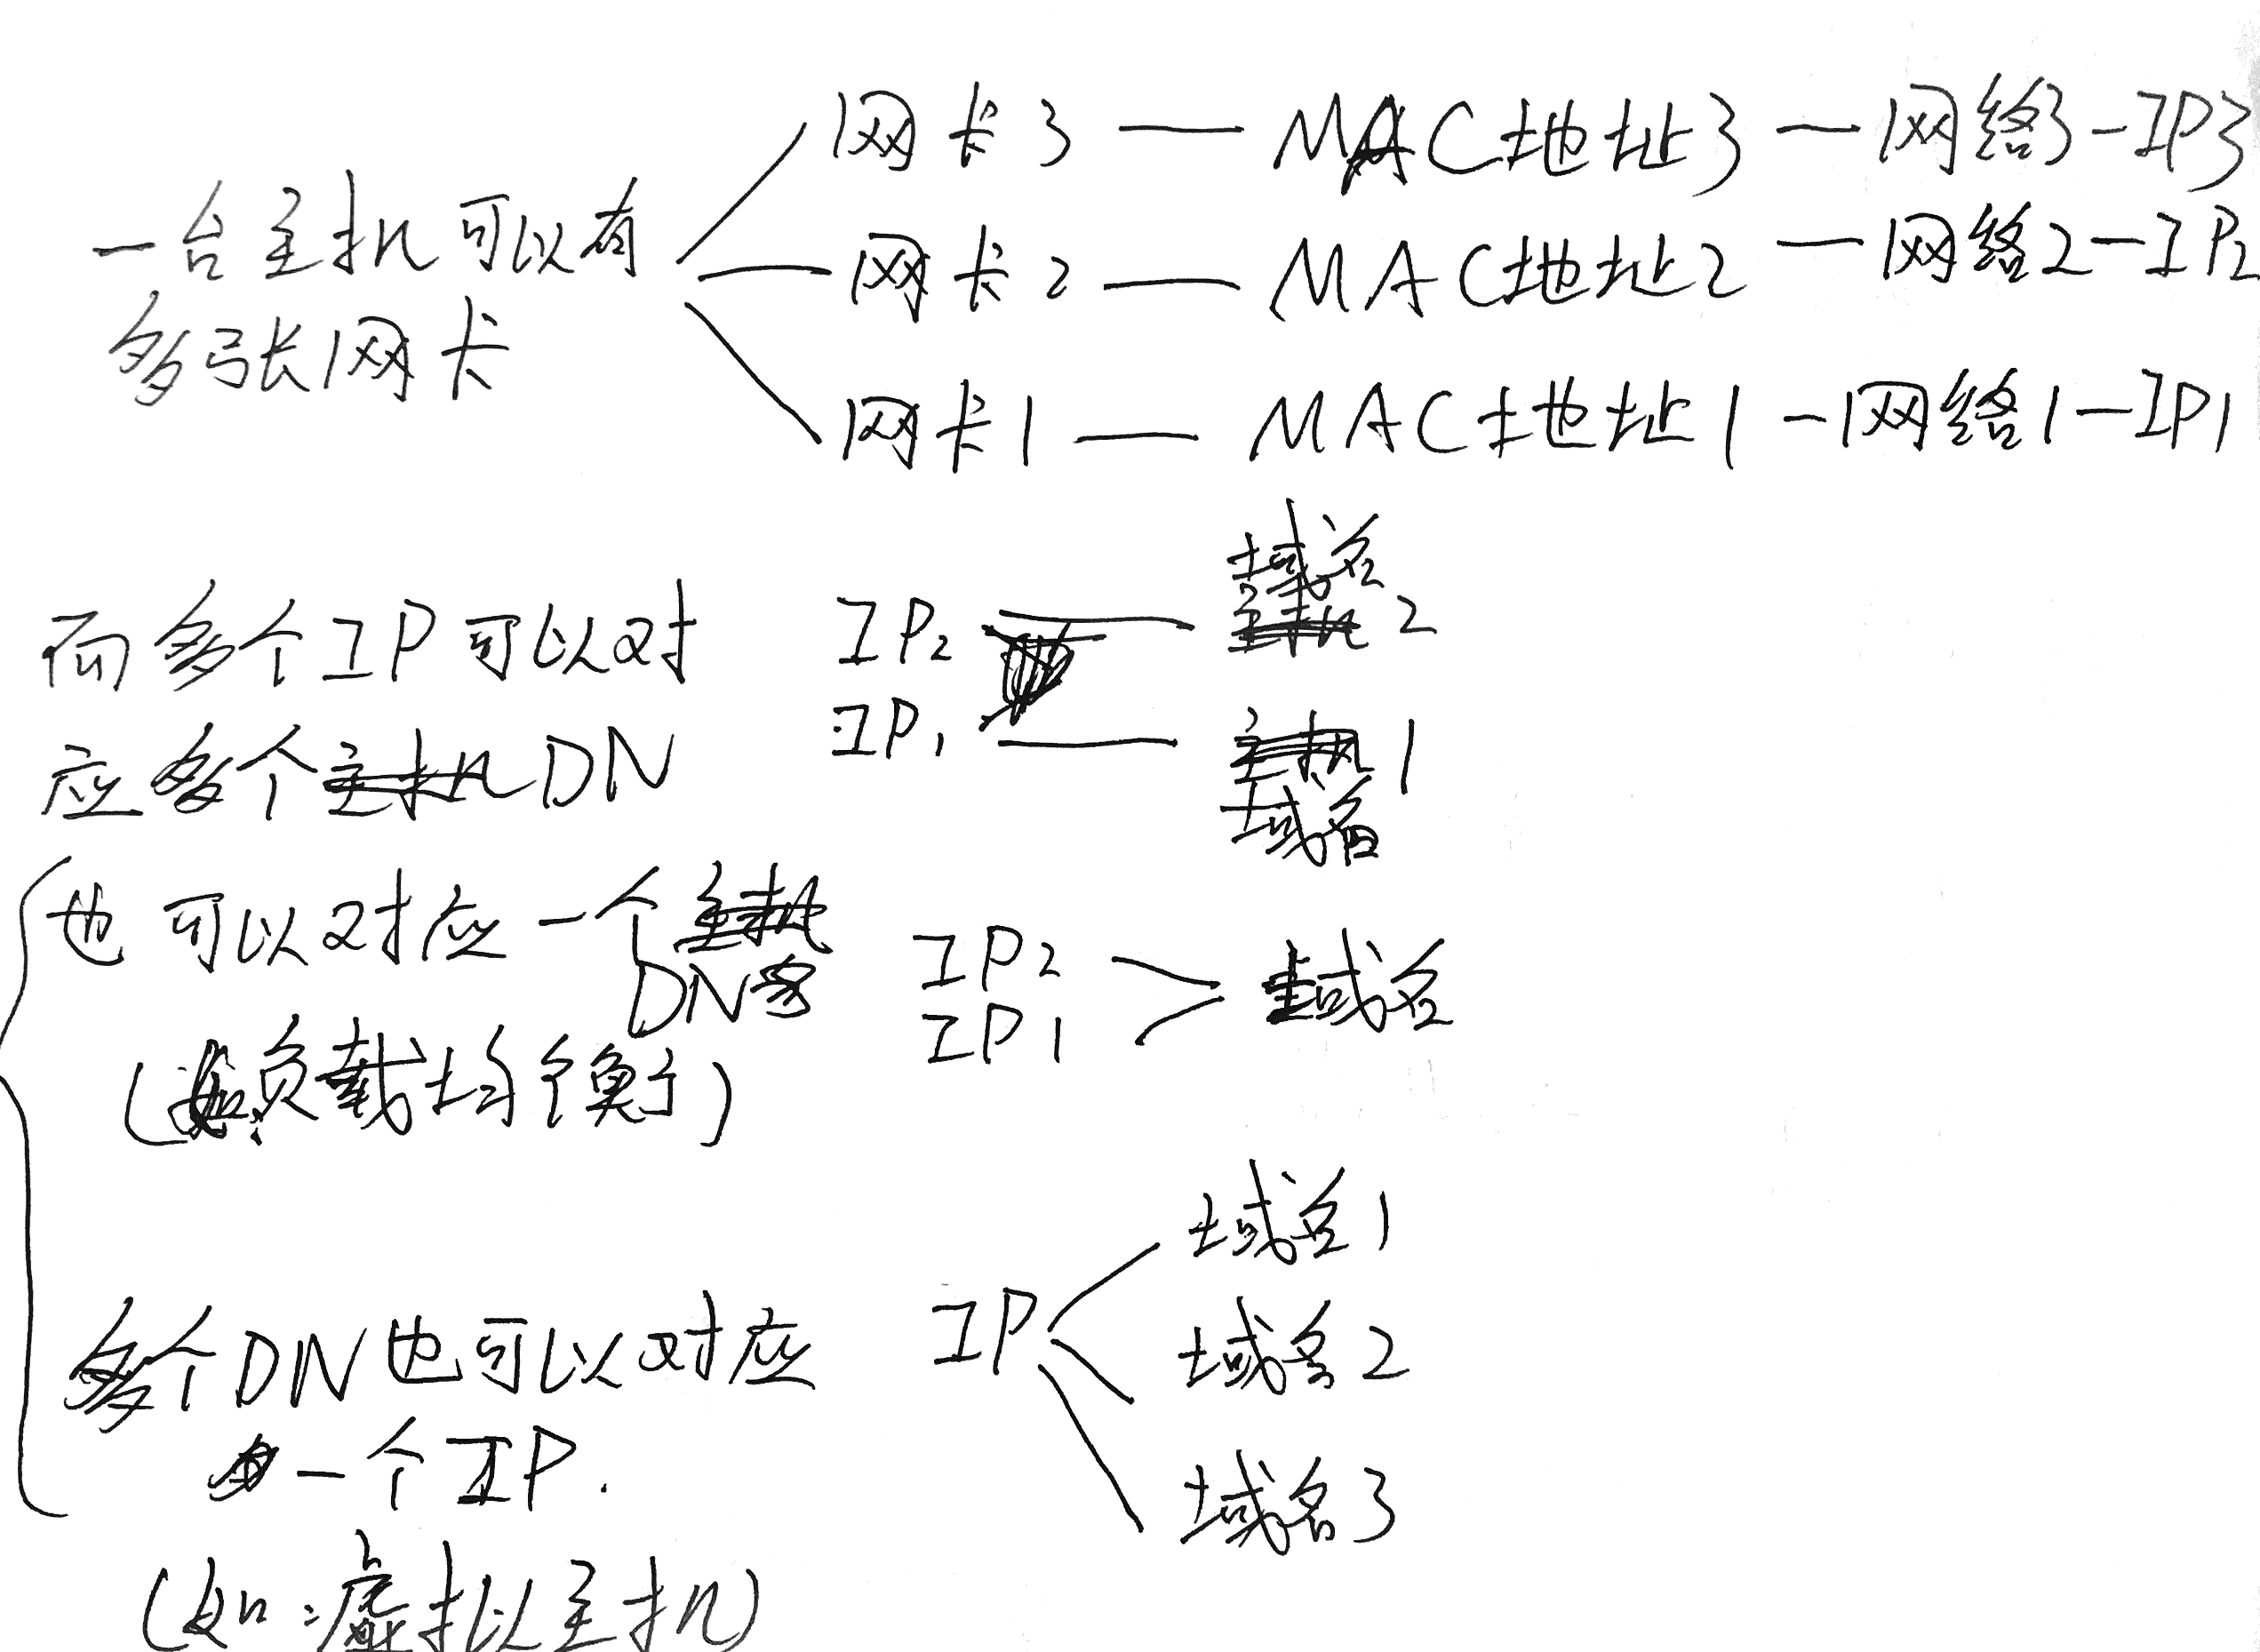 网卡3 — MAC地址3 — 网络3 - IP3
一台主机可以有
网卡2 — MAC地址2 — 网络2 — IP2
多张网卡
网卡1 — MAC地址1 - 网络1 - IP1
域名
而多个IP可以对 IP2 主机 2
应多个主机DN IP1 主机 1
域名
也可以对应一个主机 IP2 域名
DN IP1
(负载均衡)
域名1
多个DN也可以对应 IP 域名2
一个IP.
域名3
(如:虚拟主机)